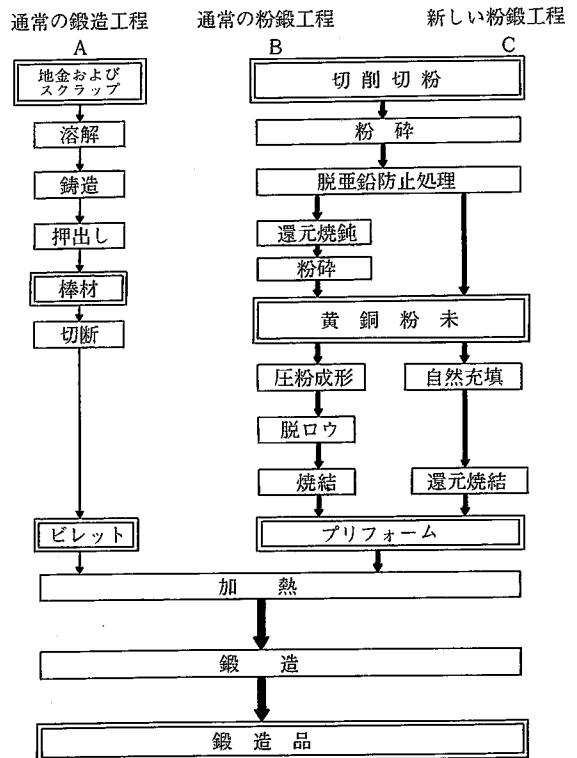 通常の鍛造工程
通常の粉鍛工程
新しい粉鍛工程
A
B
C
地金および
スクラップ
溶解
鋳造
押出し
棒材
切断
ビレット
切削切粉
粉砕
脱亜鉛防止処理
還元焼鈍
粉砕
黄銅粉末
圧粉成形
脱ロウ
焼結
自然充填
還元焼結
プリフォーム
加熱
鍛造
鍛造品